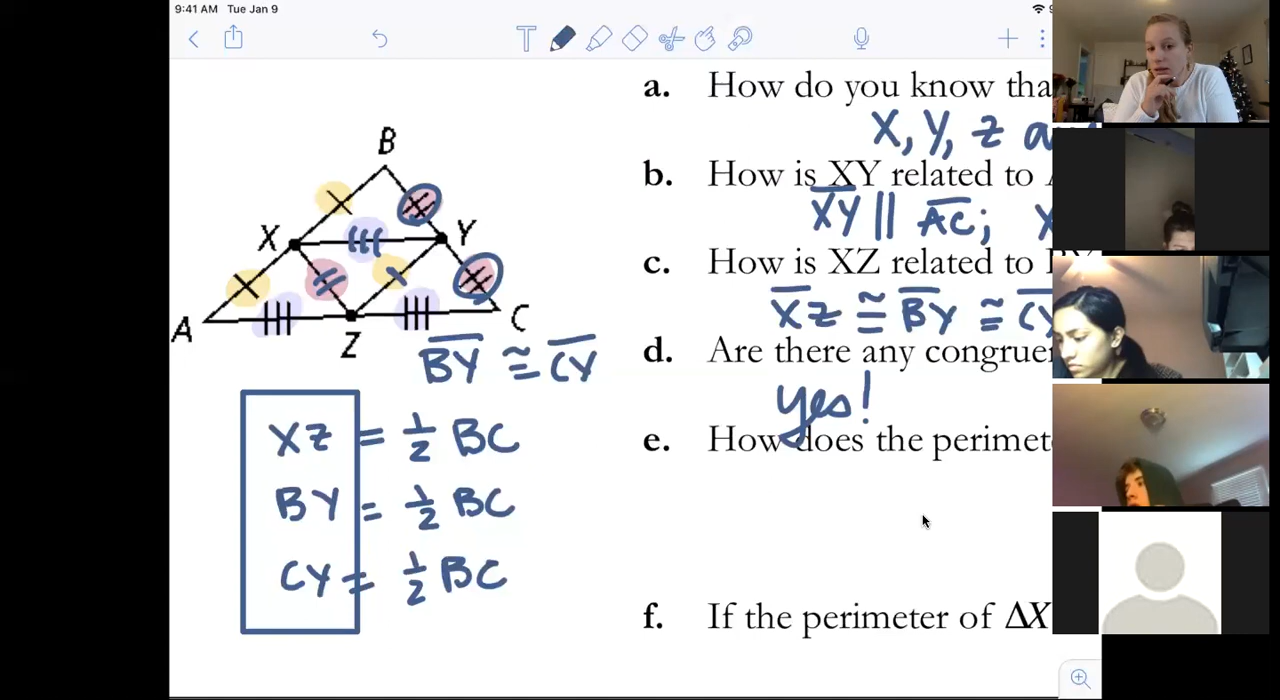 9:41 AM Tue Jan 9
T
a. How do you know tha
X, Y, Z a
b. How is XY related to
XY || AC; X
c. How is XZ related to
XZ ≅ BY ≅ CY
d. Are there any congruen
yes!
e. How does the perimet
f. If the perimeter of ΔX
B
X
Y
A
Z
C
BY ≅ CY
XZ = 1/2 BC
BY = 1/2 BC
CY = 1/2 BC